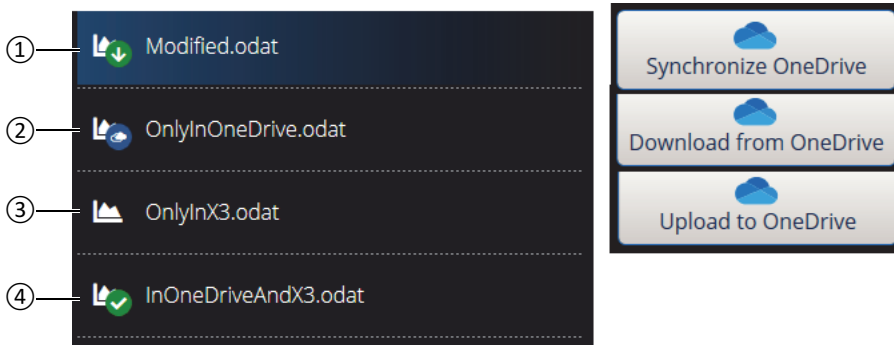 ① Modified.odat
② OnlyInOneDrive.odat
③ OnlyInX3.odat
④ InOneDriveAndX3.odat
Synchronize OneDrive
Download from OneDrive
Upload to OneDrive